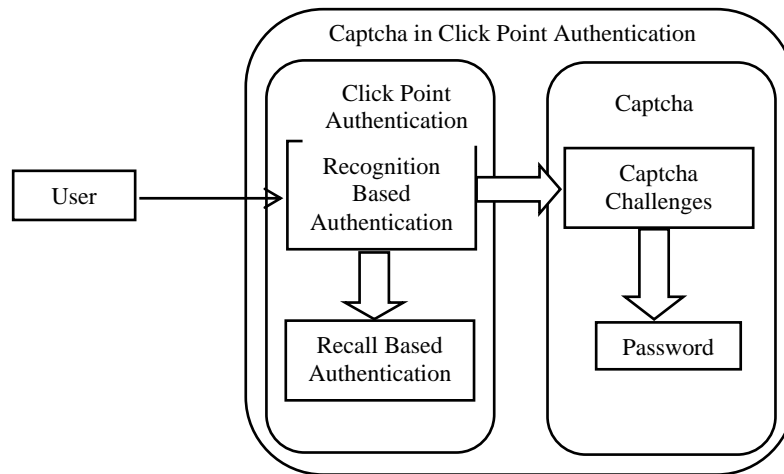 Captcha in Click Point Authentication
Click Point
Authentication
Recognition
Based
Authentication
Recall Based
Authentication
User
Captcha
Captcha
Challenges
Password